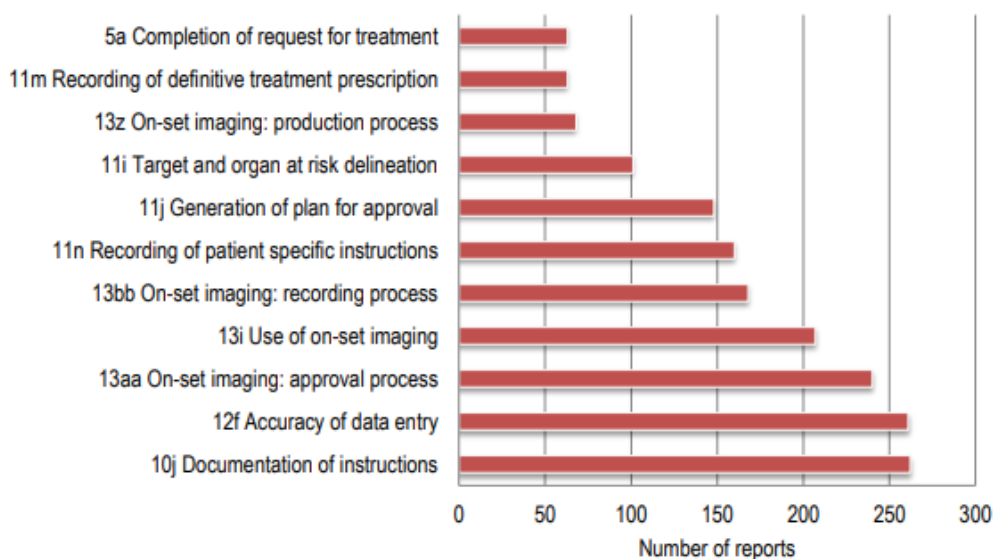 5a Completion of request for treatment
11m Recording of definitive treatment prescription
13z On-set imaging: production process
11i Target and organ at risk delineation
11j Generation of plan for approval
11n Recording of patient specific instructions
13bb On-set imaging: recording process
13i Use of on-set imaging
13aa On-set imaging: approval process
12f Accuracy of data entry
10j Documentation of instructions
0 50 100 150 200 250 300
Number of reports